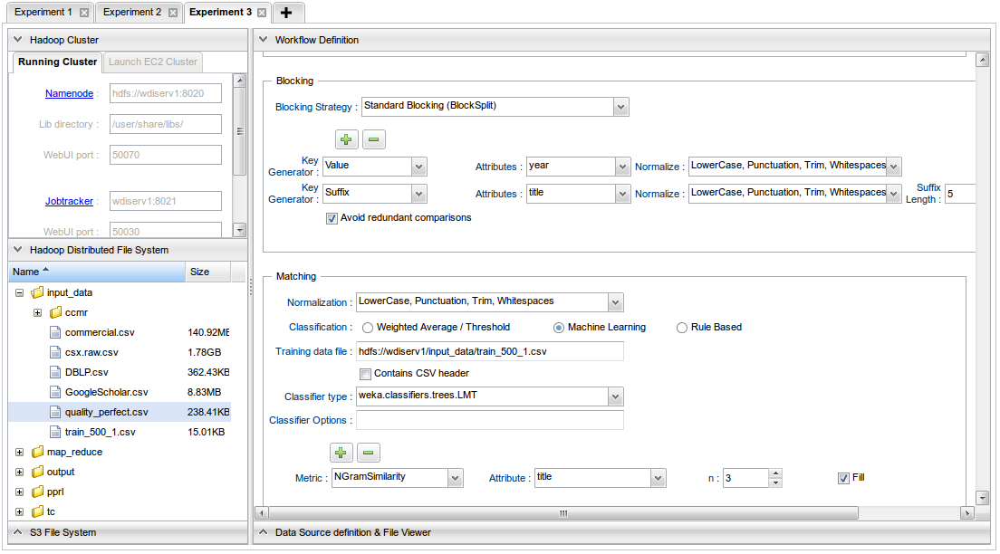 Experiment 1
Experiment 2
Experiment 3
Hadoop Cluster
Running Cluster
Launch EC2 Cluster
Namenode : hdfs://wdiserv1:8020
Lib directory : /user/share/libs/
WebUI port : 50070
Jobtracker : wdiserv1:8021
WebUI port : 50030
Hadoop Distributed File System
Name Size
input_data
ccmr
commercial.csv 140.92ME
csx.raw.csv 1.78GB
DBLP.csv 362.43KB
GoogleScholar.csv 8.83MB
quality_perfect.csv 238.41KB
train_500_1.csv 15.01KB
map_reduce
output
pprl
tc
S3 File System
Workflow Definition
Blocking
Blocking Strategy : Standard Blocking (BlockSplit)
Key Generator : Value Attributes : year Normalize : LowerCase, Punctuation, Trim, Whitespaces
Key Generator : Suffix Attributes : title Normalize : LowerCase, Punctuation, Trim, Whitespaces Suffix Length : 5
Avoid redundant comparisons
Matching
Normalization : LowerCase, Punctuation, Trim, Whitespaces
Classification : Weighted Average / Threshold Machine Learning Rule Based
Training data file : hdfs://wdiserv1/input_data/train_500_1.csv
Contains CSV header
Classifier type : weka.classifiers.trees.LMT
Classifier Options :
Metric : NGramSimilarity Attribute : title n : 3 Fill
Data Source definition & File Viewer